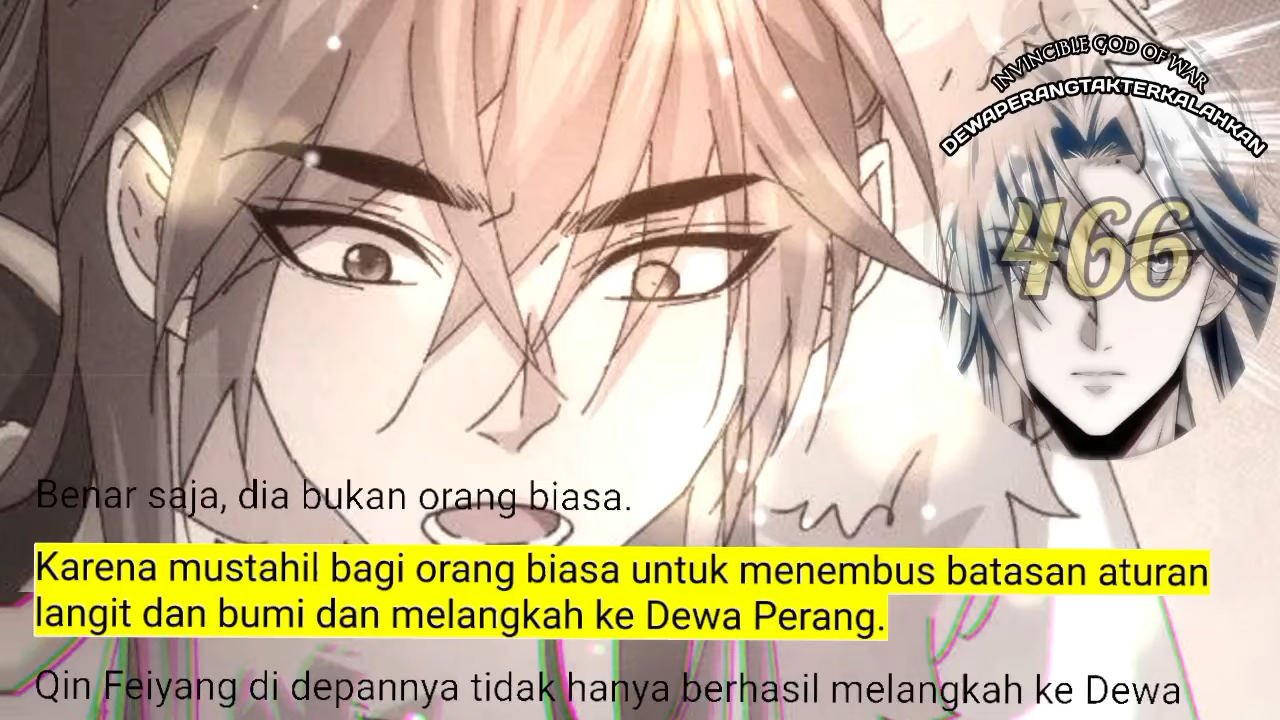 INVINCIBLE GOD OF WAR
DEWAPERANGTAKTERKALAHKAN
466
Benar saja, dia bukan orang biasa.
Karena mustahil bagi orang biasa untuk menembus batasan aturan
langit dan bumi dan melangkah ke Dewa Perang.
Qin Feiyang di depannya tidak hanya berhasil melangkah ke Dewa